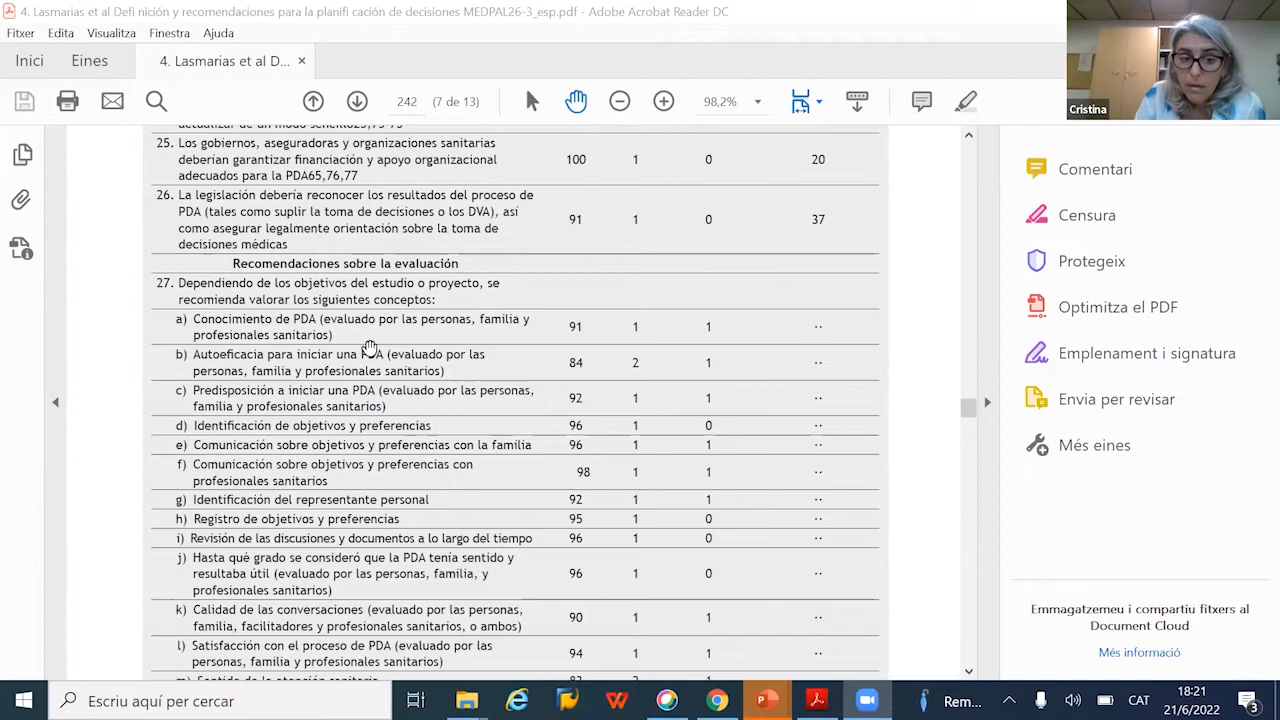 4. Lasmarias et al Defi nición y recomendaciones para la planifi cación de decisiones MEDPAL26-3_esp.pdf - Adobe Acrobat Reader DC
Fitxer Edita Visualitza Finestra Ajuda
Inici Eines 4. Lasmarias et al D... ×
242 (7 de 13) 98,2%
Cristina
25. Los gobiernos, aseguradoras y organizaciones sanitarias
deberían garantizar financiación y apoyo organizacional 100 1 0 20
adecuados para la PDA65,76,77
26. La legislación debería reconocer los resultados del proceso de
PDA (tales como suplir la toma de decisiones o los DVA), así 91 1 0 37
como asegurar legalmente orientación sobre la toma de
decisiones médicas
Recomendaciones sobre la evaluación
27. Dependiendo de los objetivos del estudio o proyecto, se
recomienda valorar los siguientes conceptos:
a) Conocimiento de PDA (evaluado por las personas, familia y 91 1 1 ··
profesionales sanitarios)
b) Autoeficacia para iniciar una PDA (evaluado por las 84 2 1 ··
personas, familia y profesionales sanitarios)
c) Predisposición a iniciar una PDA (evaluado por las personas, 92 1 1 ··
familia y profesionales sanitarios)
d) Identificación de objetivos y preferencias 96 1 0 ··
e) Comunicación sobre objetivos y preferencias con la familia 96 1 1 ··
f) Comunicación sobre objetivos y preferencias con 98 1 1 ··
profesionales sanitarios
g) Identificación del representante personal 92 1 1 ··
h) Registro de objetivos y preferencias 95 1 0 ··
i) Revisión de las discusiones y documentos a lo largo del tiempo 96 1 0 ··
j) Hasta qué grado se consideró que la PDA tenía sentido y
resultaba útil (evaluado por las personas, familia, y 96 1 0 ··
profesionales sanitarios)
k) Calidad de las conversaciones (evaluado por las personas, 90 1 1 ··
familia, facilitadores y profesionales sanitarios, o ambos)
l) Satisfacción con el proceso de PDA (evaluado por las 94 1 1 ··
personas, familia y profesionales sanitarios)
Comentari
Censura
Protegeix
Optimitza el PDF
Emplenament i signatura
Envia per revisar
Més eines
Emmagatzemeu i compartiu fitxers al
Document Cloud
Més informació
Escriu aquí per cercar
Rem... CAT 18:21
21/6/2022 3